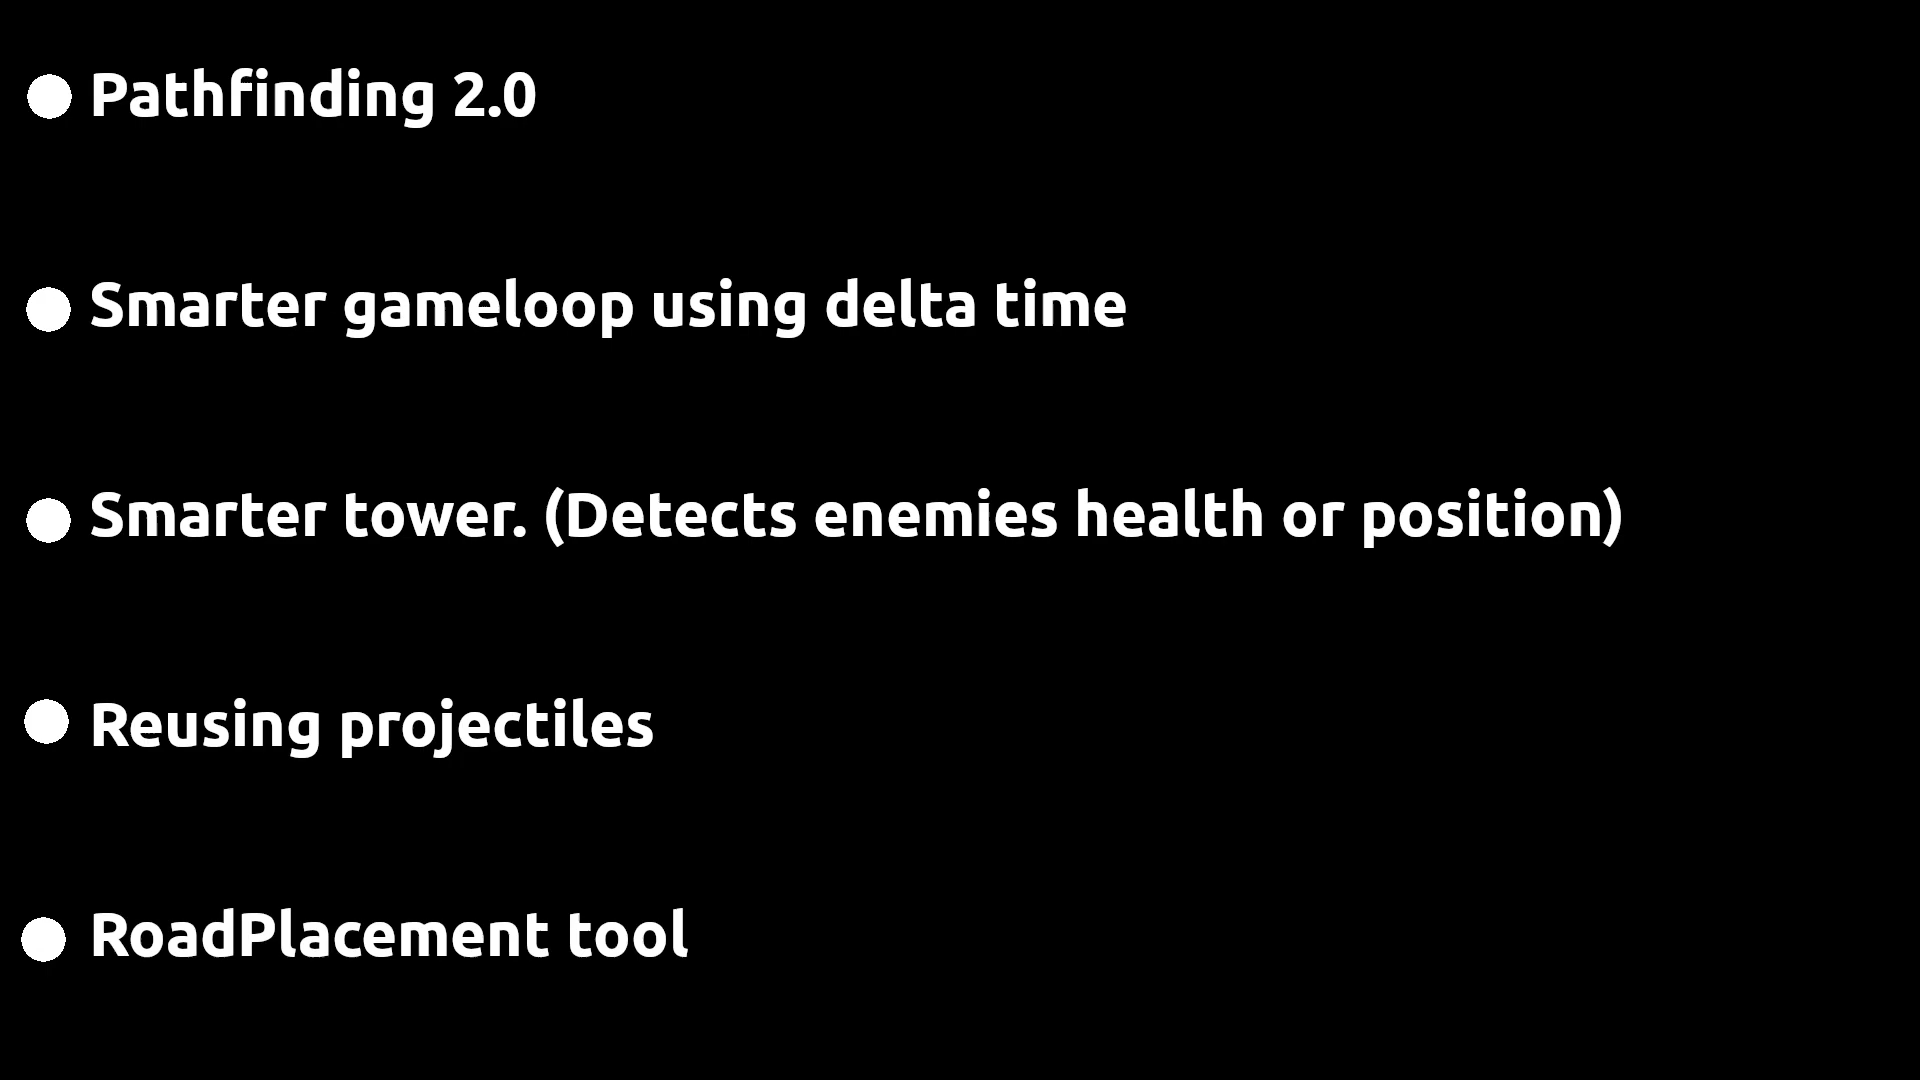 Pathfinding 2.0
Smarter gameloop using delta time
Smarter tower. (Detects enemies health or position)
Reusing projectiles
RoadPlacement tool